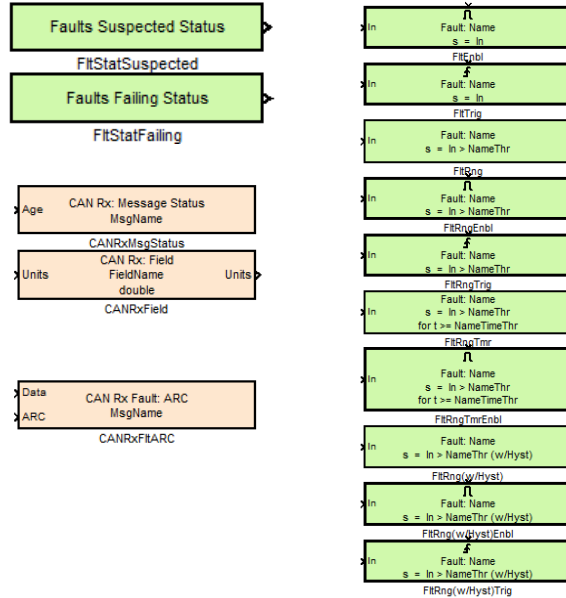 Faults Suspected Status
FltStatSuspected
Faults Failing Status
FltStatFailing
Age
CAN Rx: Message Status
MsgName
CANRxMsgStatus
Units
CAN Rx: Field
FieldName
double
Units
CANRxField
Data
ARC
CAN Rx Fault: ARC
MsgName
CANRxFltARC
In
Fault: Name
s = In
FltEnbl
In
Fault: Name
s = In
FltTrig
In
Fault: Name
s = In > NameThr
FltRng
In
Fault: Name
s = In > NameThr
FltRngEnbl
In
Fault: Name
s = In > NameThr
FltRngTrig
In
Fault: Name
s = In > NameThr
for t >= NameTimeThr
FltRngTmr
In
Fault: Name
s = In > NameThr
for t >= NameTimeThr
FltRngTmrEnbl
In
Fault: Name
s = In > NameThr (w/Hyst)
FltRng(w/Hyst)
In
Fault: Name
s = In > NameThr (w/Hyst)
FltRng(w/Hyst)Enbl
In
Fault: Name
s = In > NameThr (w/Hyst)
FltRng(w/Hyst)Trig